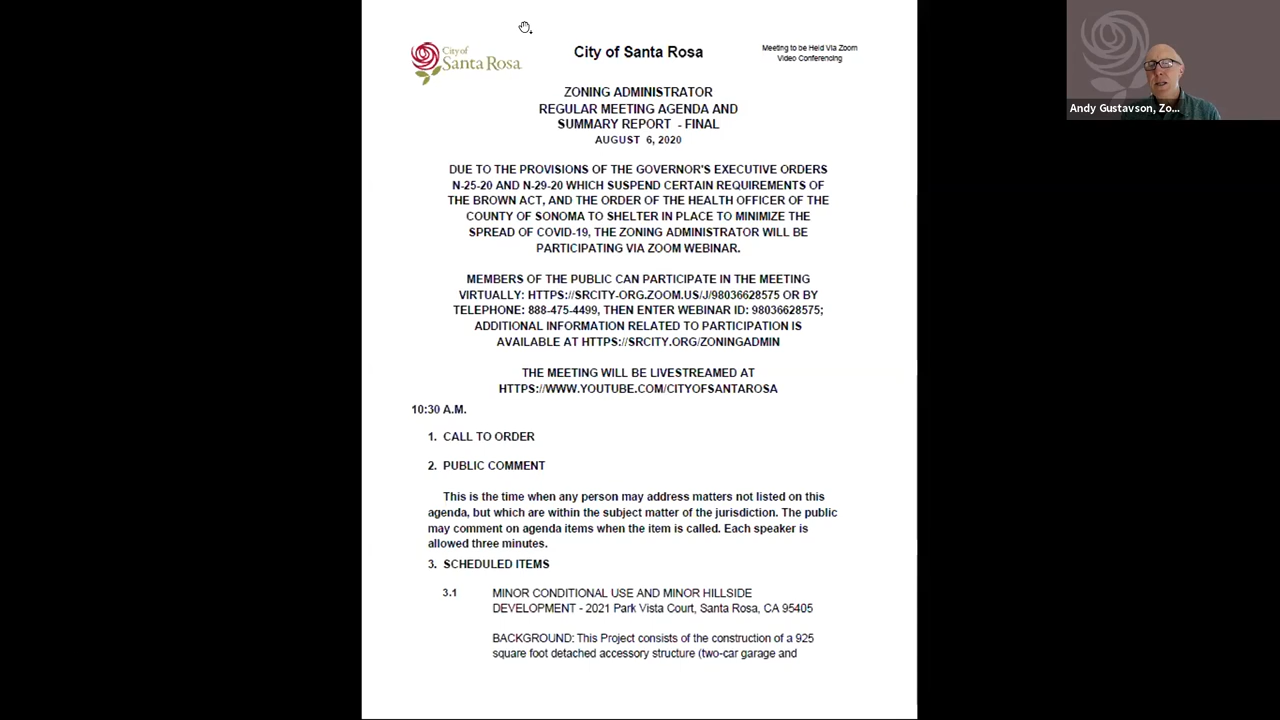 City of
Santa Rosa
City of Santa Rosa
Meeting to be Held Via Zoom
Video Conferencing
ZONING ADMINISTRATOR
REGULAR MEETING AGENDA AND
SUMMARY REPORT - FINAL
AUGUST 6, 2020
DUE TO THE PROVISIONS OF THE GOVERNOR'S EXECUTIVE ORDERS
N-25-20 AND N-29-20 WHICH SUSPEND CERTAIN REQUIREMENTS OF
THE BROWN ACT, AND THE ORDER OF THE HEALTH OFFICER OF THE
COUNTY OF SONOMA TO SHELTER IN PLACE TO MINIMIZE THE
SPREAD OF COVID-19, THE ZONING ADMINISTRATOR WILL BE
PARTICIPATING VIA ZOOM WEBINAR.
MEMBERS OF THE PUBLIC CAN PARTICIPATE IN THE MEETING
VIRTUALLY: HTTPS://SRCITY-ORG.ZOOM.US/J/98036628575 OR BY
TELEPHONE: 888-475-4499, THEN ENTER WEBINAR ID: 98036628575;
ADDITIONAL INFORMATION RELATED TO PARTICIPATION IS
AVAILABLE AT HTTPS://SRCITY.ORG/ZONINGADMIN
THE MEETING WILL BE LIVESTREAMED AT
HTTPS://WWW.YOUTUBE.COM/CITYOFSANTAROSA
10:30 A.M.
1. CALL TO ORDER
2. PUBLIC COMMENT
This is the time when any person may address matters not listed on this
agenda, but which are within the subject matter of the jurisdiction. The public
may comment on agenda items when the item is called. Each speaker is
allowed three minutes.
3. SCHEDULED ITEMS
3.1 MINOR CONDITIONAL USE AND MINOR HILLSIDE
DEVELOPMENT - 2021 Park Vista Court, Santa Rosa, CA 95405
BACKGROUND: This Project consists of the construction of a 925
square foot detached accessory structure (two-car garage and
Andy Gustavson, Zo...